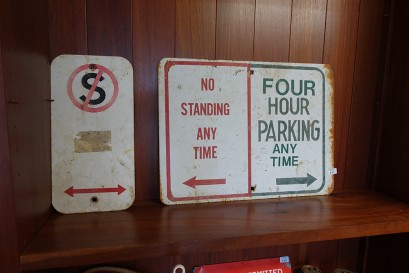 S
NO
STANDING
ANY
TIME
FOUR
HOUR
PARKING
ANY
TIME